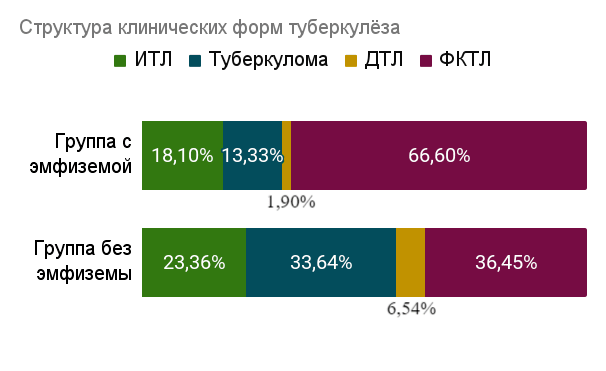 Структура клинических форм туберкулёза
ИТЛ Туберкулома ДТЛ ФКТЛ
Группа с
эмфиземой
18,10% 13,33% 66,60%
1,90%
Группа без
эмфиземы
23,36% 33,64% 36,45%
6,54%